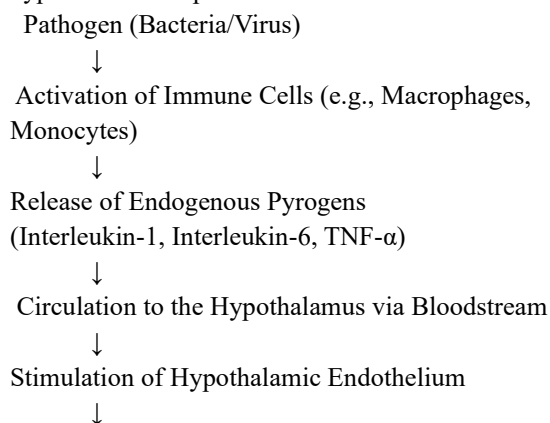 Pathogen (Bacteria/Virus)
↓
Activation of Immune Cells (e.g., Macrophages,
Monocytes)
↓
Release of Endogenous Pyrogens
(Interleukin-1, Interleukin-6, TNF-α)
↓
Circulation to the Hypothalamus via Bloodstream
↓
Stimulation of Hypothalamic Endothelium
↓